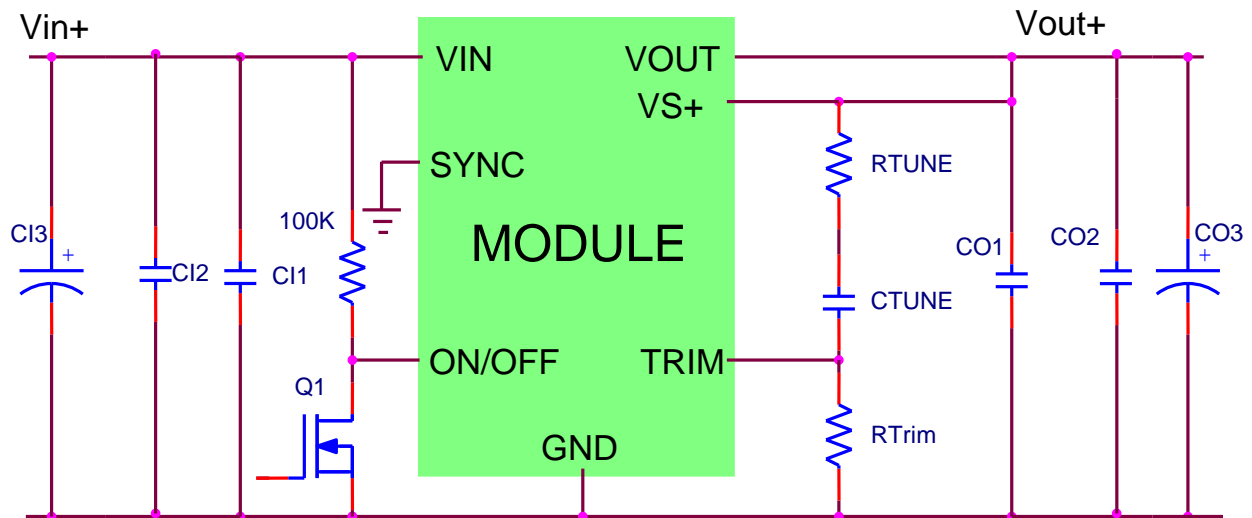 Vin+
Vout+
VIN
VOUT
VS+
SYNC
RTUNE
100K
MODULE
CI3
+
CI2
CI1
CO1
CO2
CO3
+
CTUNE
ON/OFF
TRIM
Q1
RTrim
GND